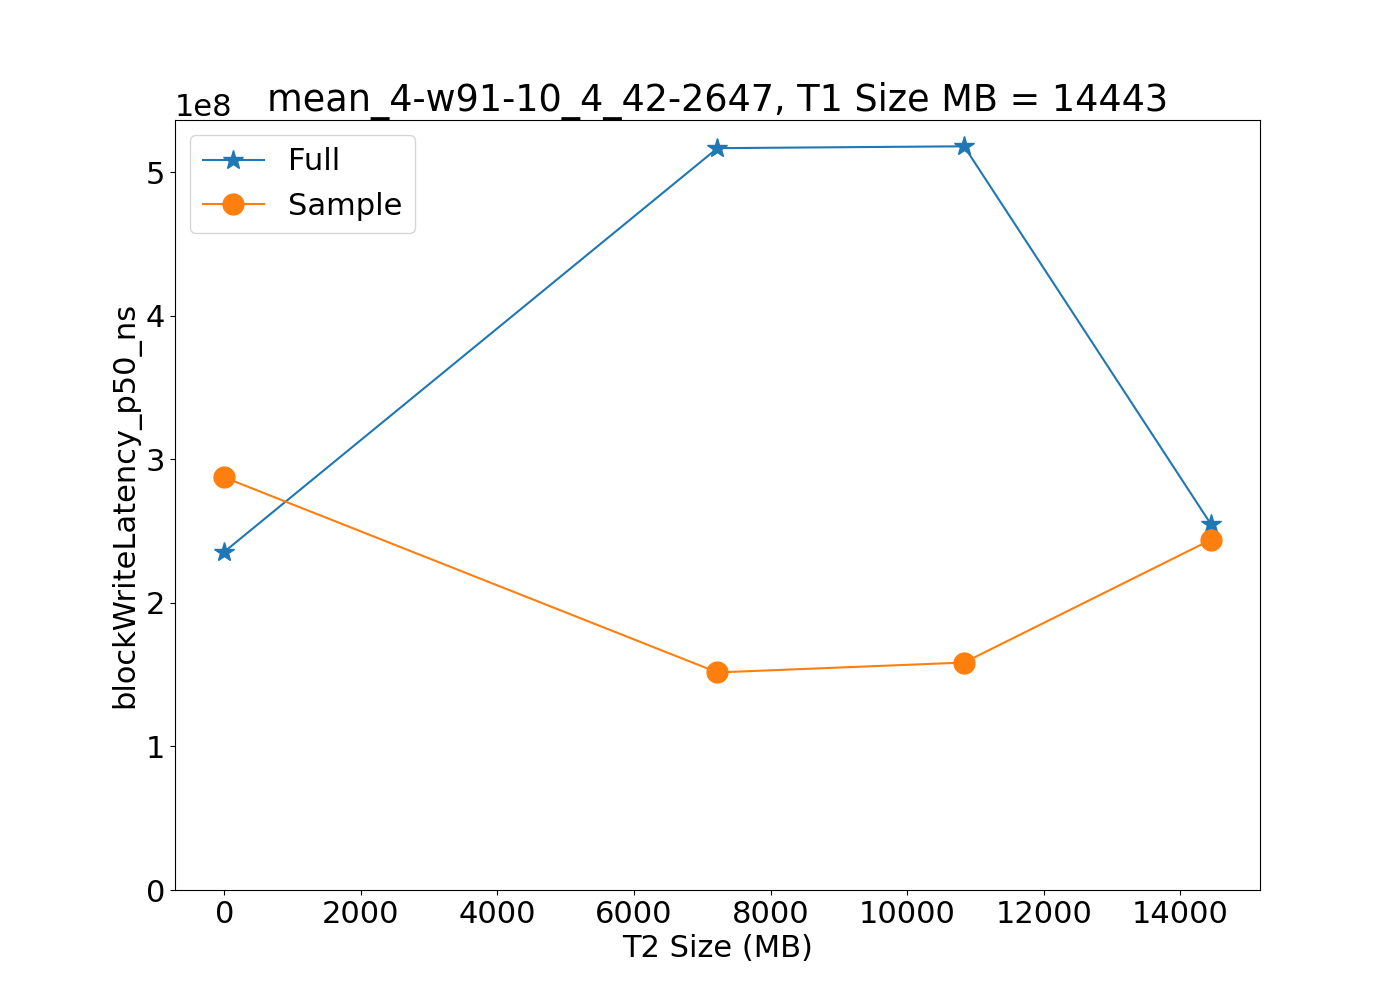 1e8
mean_4-w91-10_4_42-2647, T1 Size MB = 14443
Full
Sample
blockWriteLatency_p50_ns
5
4
3
2
1
0
0 2000 4000 6000 8000 10000 12000 14000
T2 Size (MB)